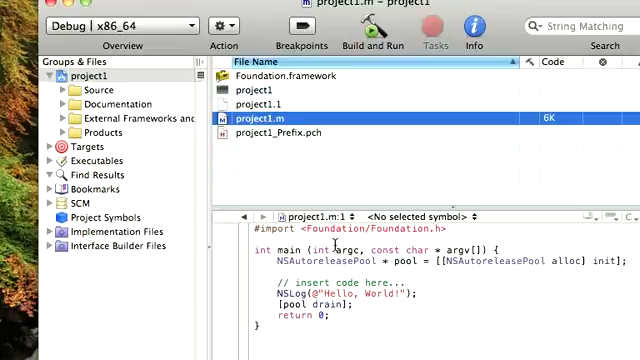 project1.m - project1
Debug | x86_64
Overview
Action
Breakpoints
Build and Run
Tasks
Info
String Matching
Search
Groups & Files
project1
Source
Documentation
External Frameworks and
Products
Targets
Executables
Find Results
Bookmarks
SCM
Project Symbols
Implementation Files
Interface Builder Files
File Name
Code
Foundation.framework
project1
project1.1
project1.m
6K
project1_Prefix.pch
project1.m:1
<No selected symbol>
#import <Foundation/Foundation.h>
int main (int argc, const char * argv[]) {
NSAutoreleasePool * pool = [[NSAutoreleasePool alloc] init];
// insert code here...
NSLog(@"Hello, World!");
[pool drain];
return 0;
}